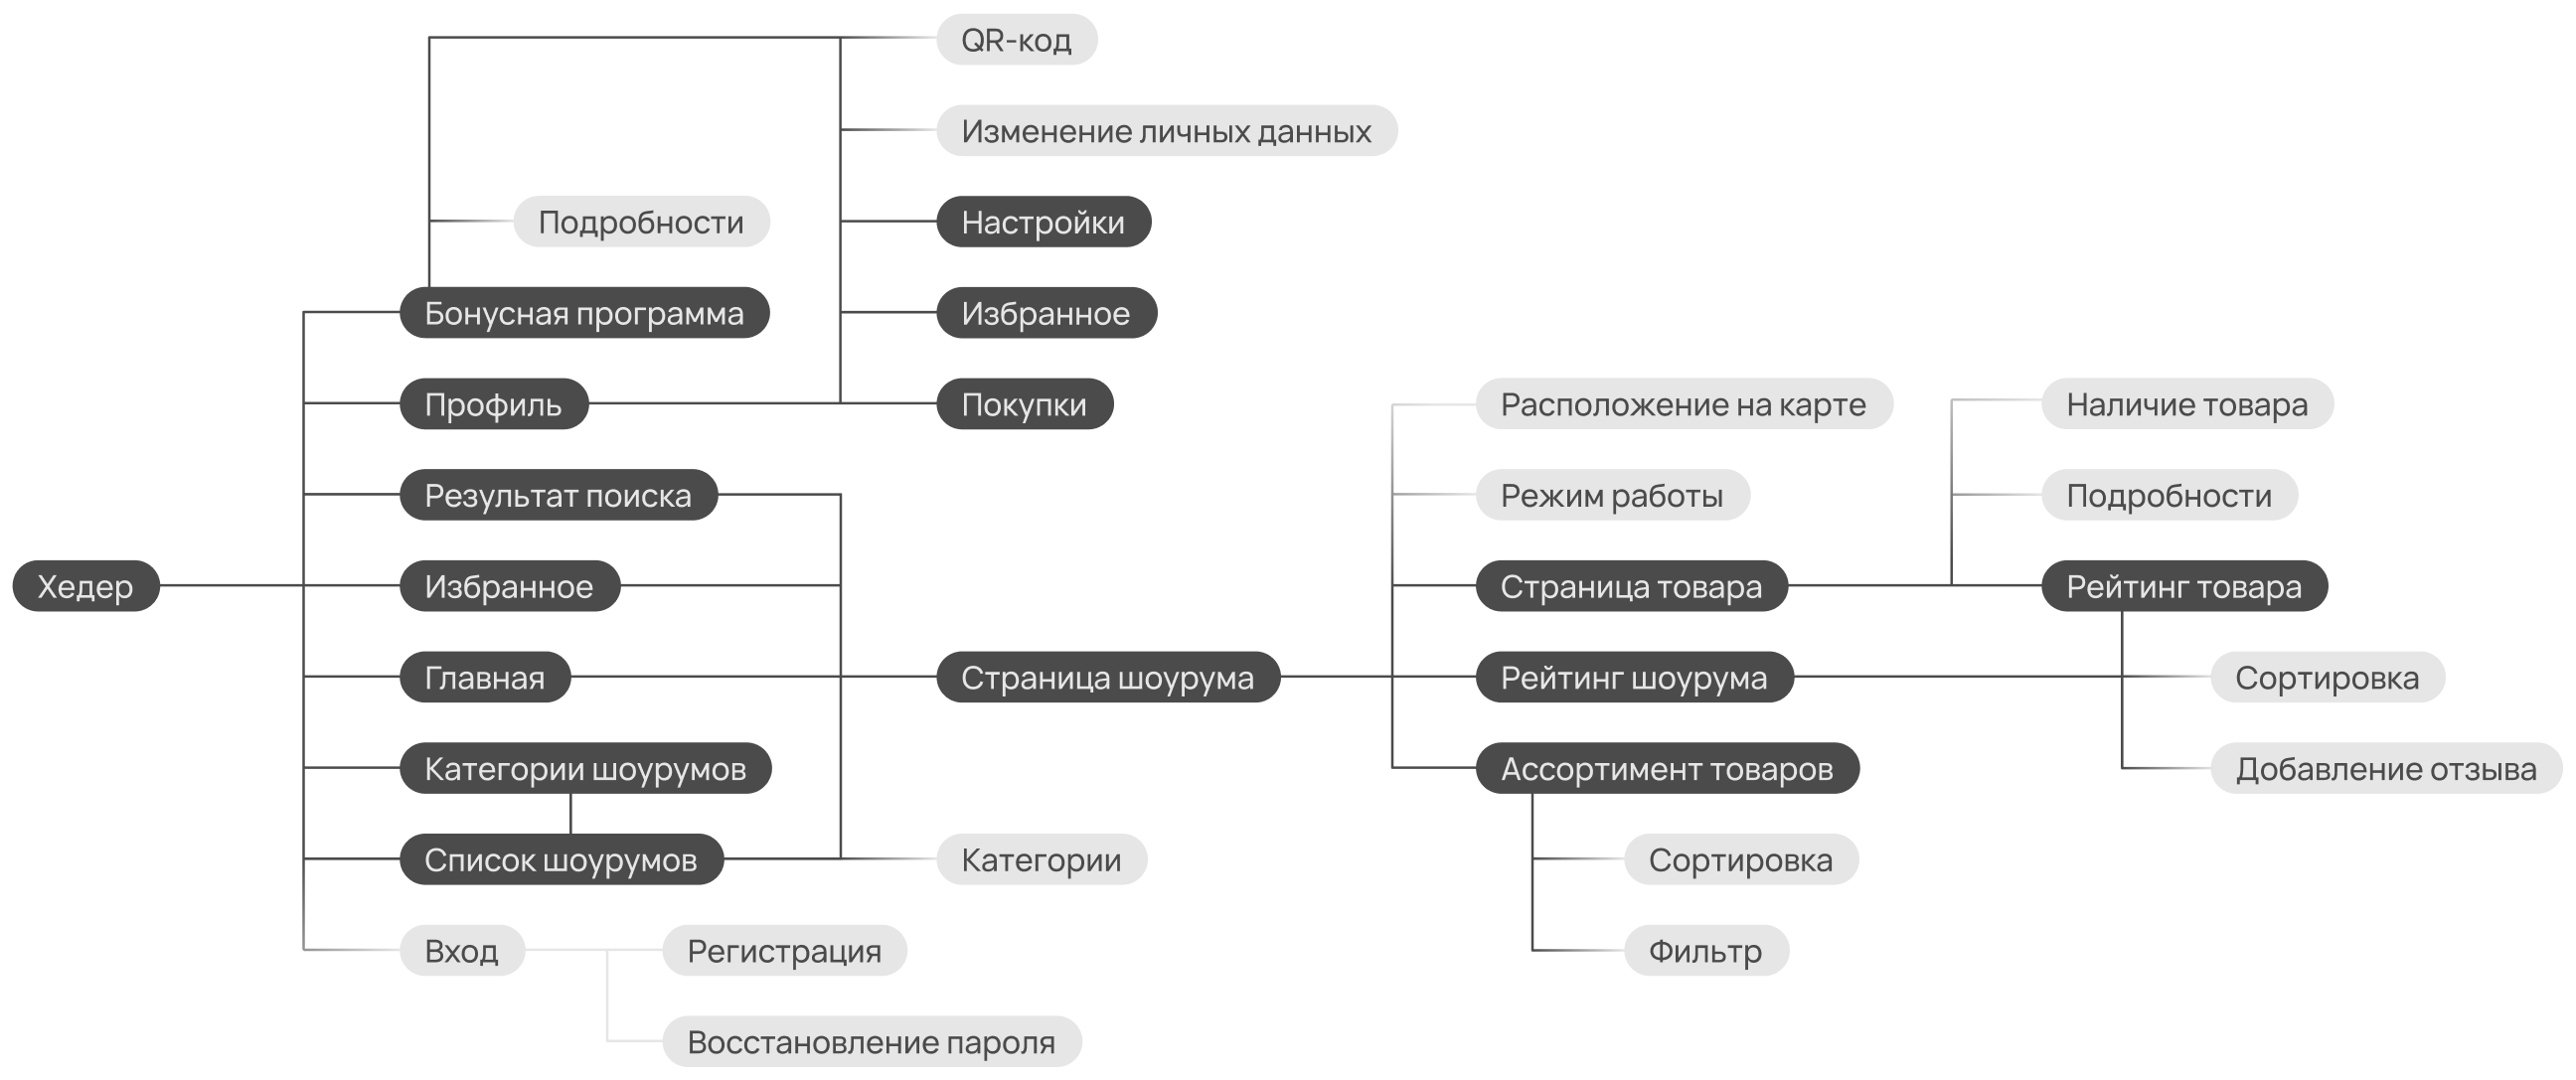 QR-код
Изменение личных данных
Подробности
Настройки
Бонусная программа
Избранное
Профиль
Покупки
Расположение на карте
Наличие товара
Результат поиска
Режим работы
Подробности
Хедер
Избранное
Страница товара
Рейтинг товара
Главная
Страница шоурума
Рейтинг шоурума
Сортировка
Категории шоурумов
Ассортимент товаров
Добавление отзыва
Список шоурумов
Категории
Сортировка
Вход
Регистрация
Фильтр
Восстановление пароля